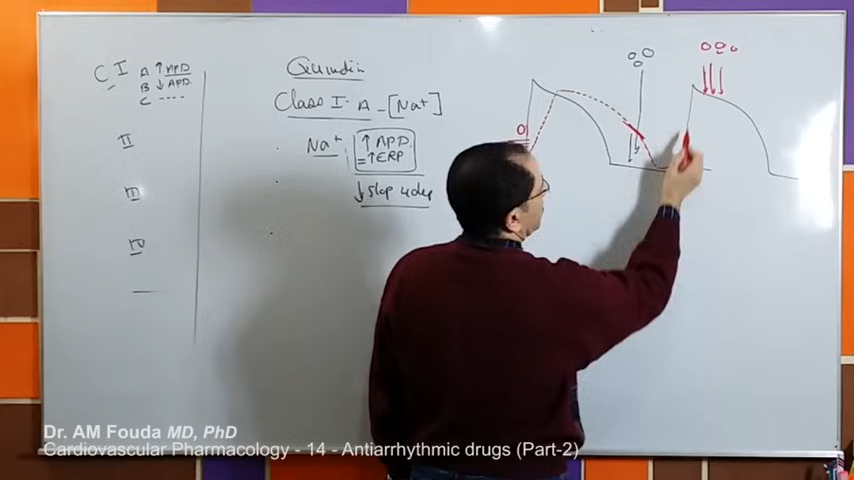 C I
A ↑ APD
B ↓ APD
C ----
II
III
IV
Quinidin
Class I. A - [Na+]
Na+ : ↑ APD.
= ↑ ERP
↓ Slop
0
Dr. AM Fouda MD, PhD
Cardiovascular Pharmacology - 14 - Antiarrhythmic drugs (Part-2)